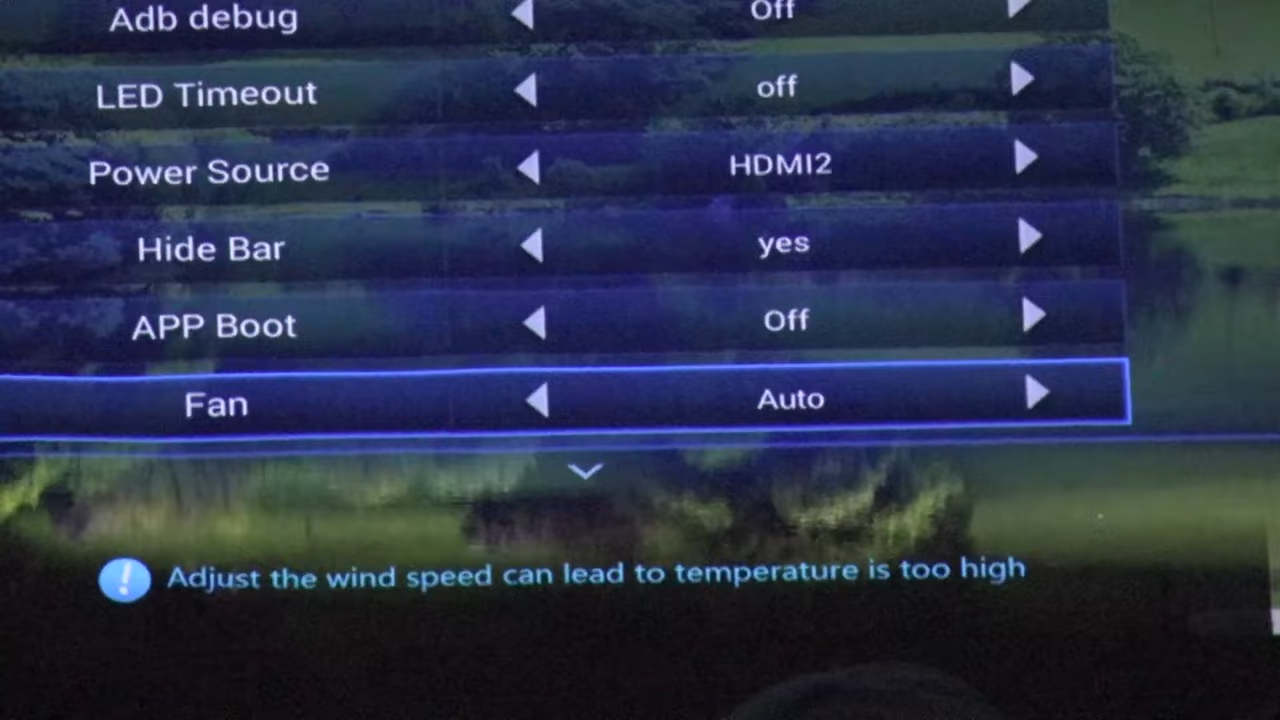 Adb debug Off
LED Timeout off
Power Source HDMI2
Hide Bar yes
APP Boot Off
Fan Auto
Adjust the wind speed can lead to temperature is too high